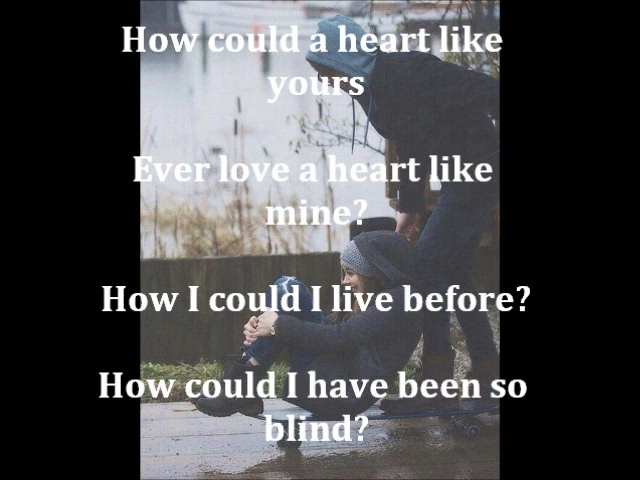 How could a heart like
yours
Ever love a heart like
mine?
How I could I live before?
How could I have been so
blind?